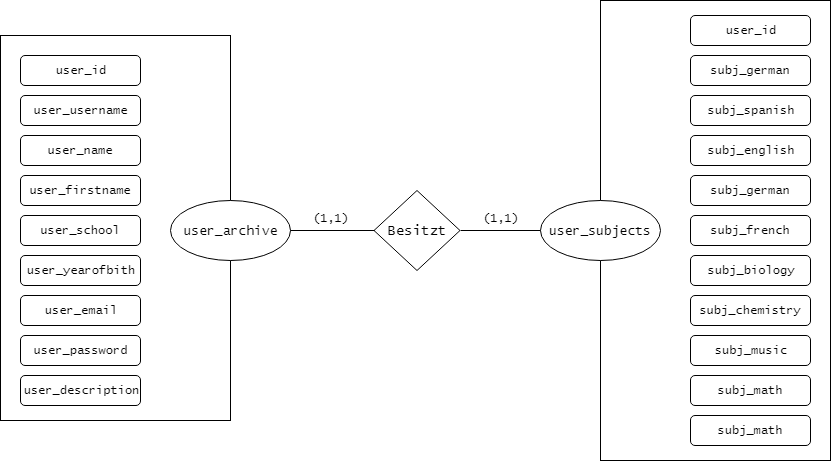 user_id
user_username
user_name
user_firstname
user_school
user_yearofbith
user_email
user_password
user_description
user_archive
(1,1)
Besitzt
(1,1)
user_subjects
user_id
subj_german
subj_spanish
subj_english
subj_german
subj_french
subj_biology
subj_chemistry
subj_music
subj_math
subj_math